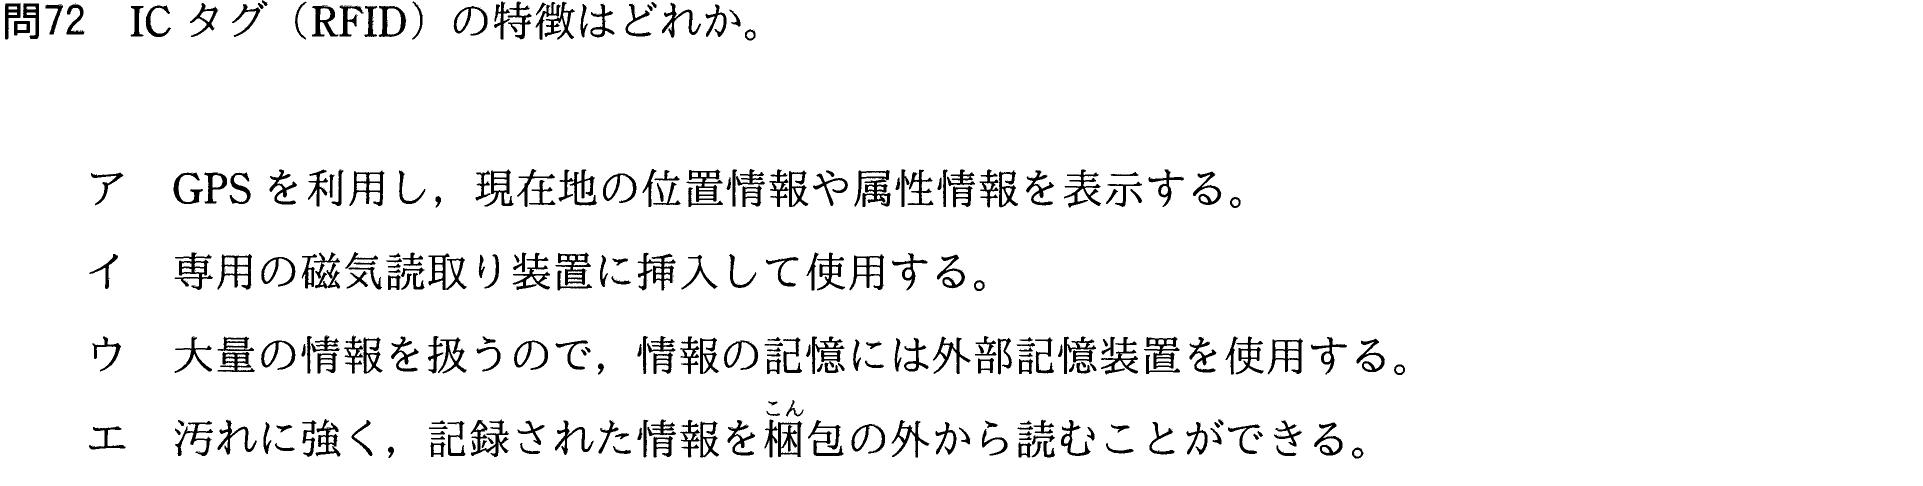 問72 IC タグ（RFID）の特徴はどれか。
ア GPS を利用し，現在地の位置情報や属性情報を表示する。
イ 専用の磁気読取り装置に挿入して使用する。
ウ 大量の情報を扱うので，情報の記憶には外部記憶装置を使用する。
こん
エ 汚れに強く，記録された情報を梱包の外から読むことができる。